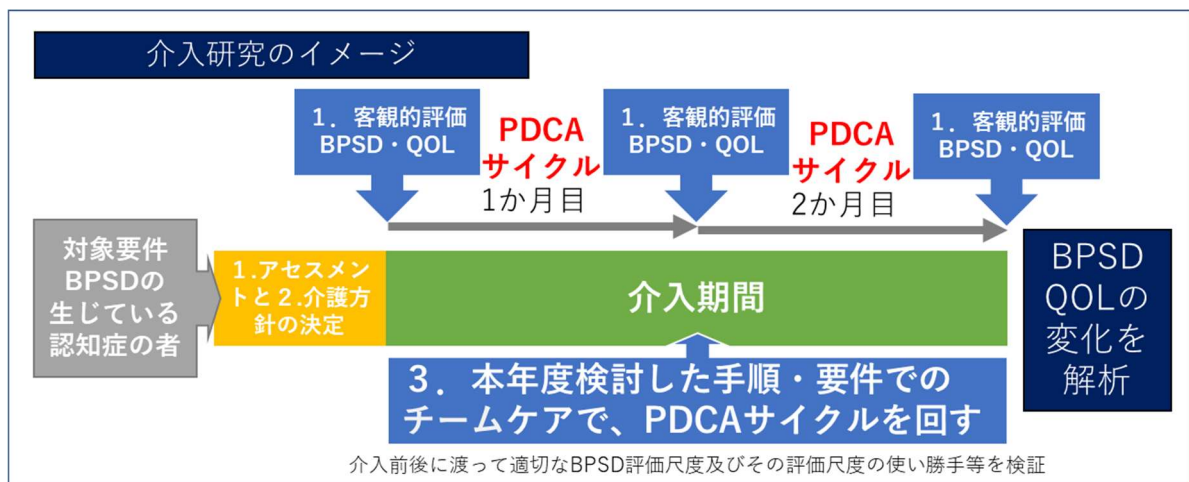 介入研究のイメージ
1．客観的評価
BPSD・QOL
PDCA
サイクル
1か月目
1．客観的評価
BPSD・QOL
PDCA
サイクル
2か月目
1．客観的評価
BPSD・QOL
対象要件
BPSDの
生じている
認知症の者
１.アセスメン
トと２.介護方
針の決定
介入期間
BPSD
QOLの
変化を
解析
３．本年度検討した手順・要件での
チームケアで、PDCAサイクルを回す
介入前後に渡って適切なBPSD評価尺度及びその評価尺度の使い勝手等を検証